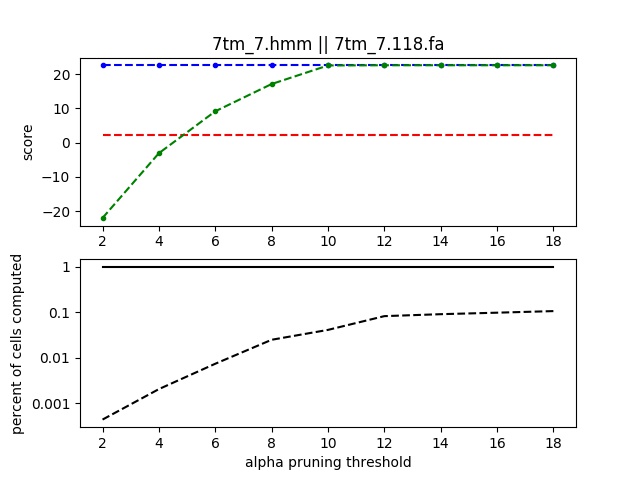 7tm_7.hmm || 7tm_7.118.fa
score
20
10
0
−10
−20
2 4 6 8 10 12 14 16 18
percent of cells computed
1
0.1
0.01
0.001
2 4 6 8 10 12 14 16 18
alpha pruning threshold